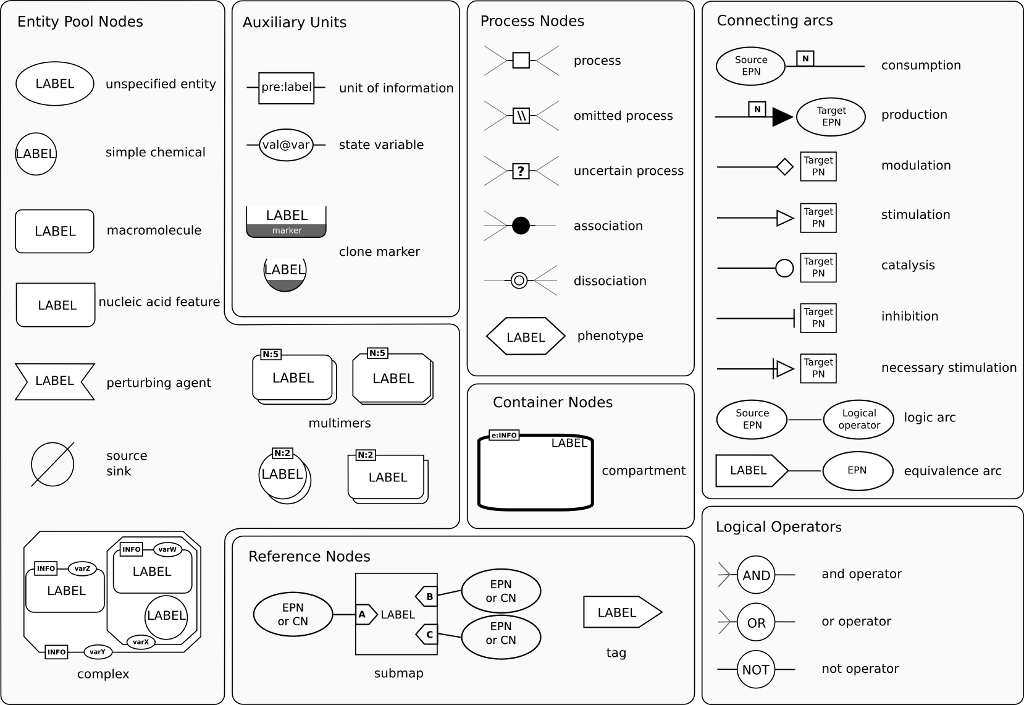 Entity Pool Nodes
LABEL
unspecified entity
LABEL
simple chemical
LABEL
macromolecule
LABEL
nucleic acid feature
LABEL
perturbing agent
source
sink
INFO
varZ
LABEL
INFO
varW
LABEL
LABEL
varX
INFO
varY
complex
N:5
LABEL
N:5
LABEL
multimers
N:2
LABEL
N:2
LABEL
Auxiliary Units
pre:label
unit of information
val@var
state variable
LABEL
marker
clone marker
LABEL
Process Nodes
process
\\
omitted process
?
uncertain process
association
dissociation
LABEL
phenotype
Container Nodes
e:INFO
LABEL
compartment
Reference Nodes
EPN
or CN
A
LABEL
B
C
EPN
or CN
EPN
or CN
submap
LABEL
tag
Connecting arcs
Source
EPN
N
consumption
N
Target
EPN
production
Target
PN
modulation
Target
PN
stimulation
Target
PN
catalysis
Target
PN
inhibition
Target
PN
necessary stimulation
Source
EPN
Logical
operator
logic arc
LABEL
EPN
equivalence arc
Logical Operators
AND
and operator
OR
or operator
NOT
not operator